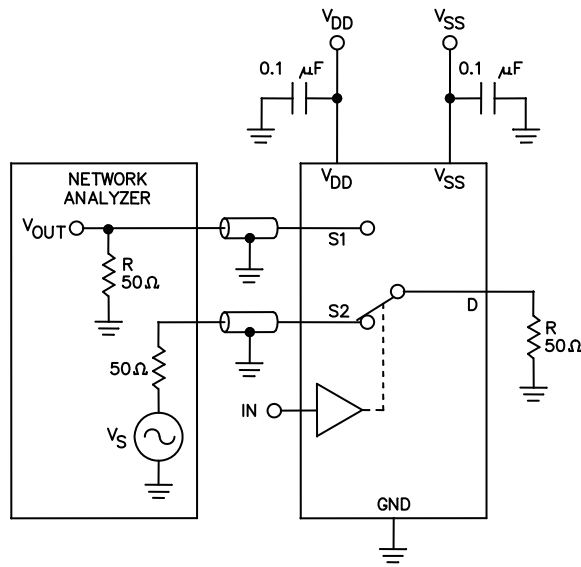 VDD
VSS
0.1 µF
0.1 µF
NETWORK
ANALYZER
VDD
VSS
VOUT
S1
R
50Ω
S2
D
R
50Ω
50Ω
IN
VS
GND